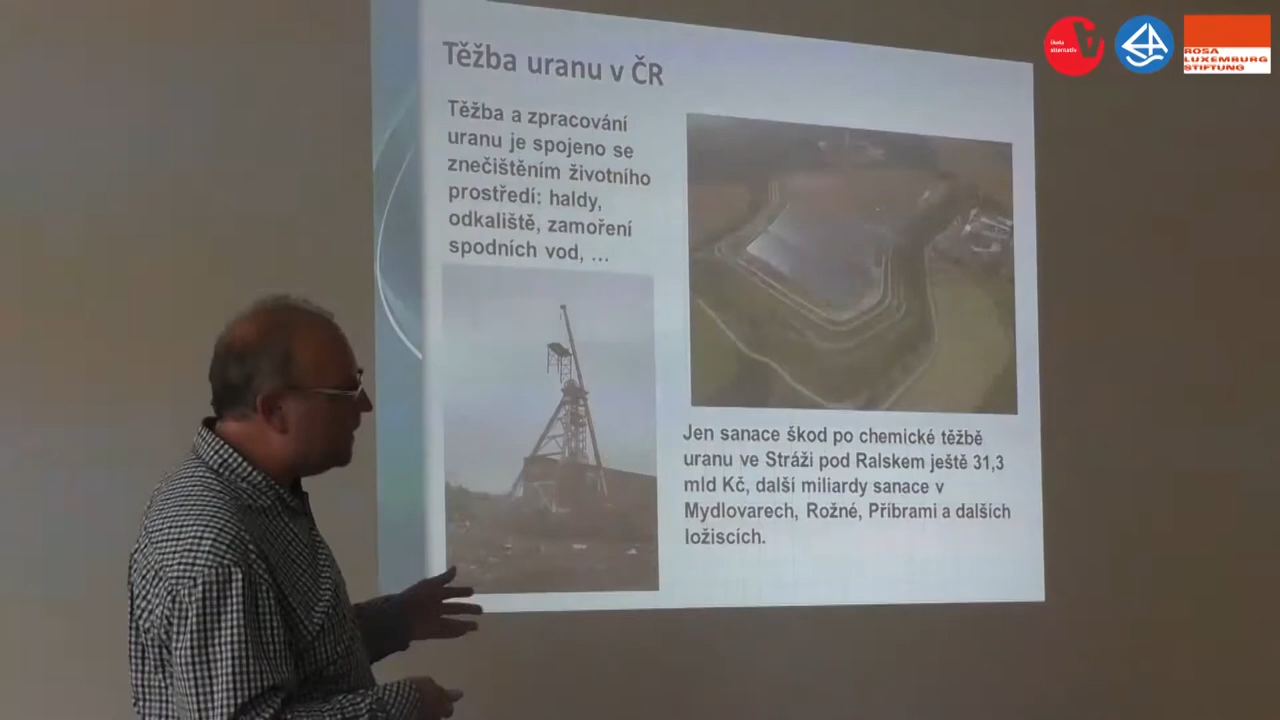 Těžba uranu v ČR
Těžba a zpracování
uranu je spojeno se
znečištěním životního
prostředí: haldy,
odkaliště, zamoření
spodních vod, ...
Jen sanace škod po chemické těžbě
uranu ve Stráži pod Ralskem ještě 31,3
mld Kč, další miliardy sanace v
Mydlovarech, Rožné, Příbrami a dalších
ložiscích.
škola
alternativ
ROSA
LUXEMBURG
STIFTUNG